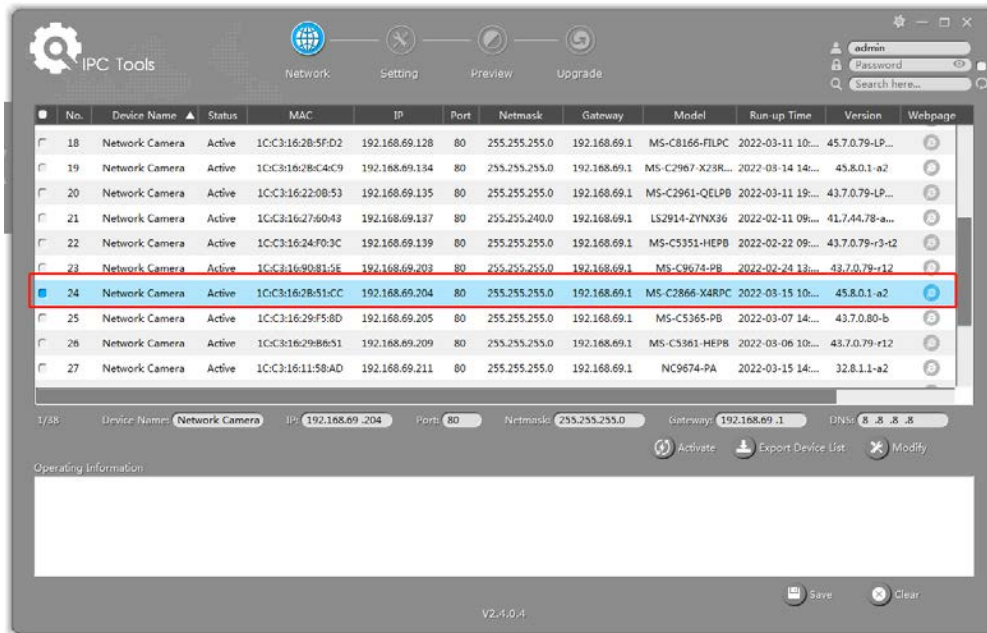 IPC Tools
Network Setting Preview Upgrade
admin
Password
Search here...
No. Device Name ▲ Status MAC IP Port Netmask Gateway Model Run-up Time Version Webpage
18 Network Camera Active 1C:C3:16:2B:5F:D2 192.168.69.128 80 255.255.255.0 192.168.69.1 MS-C8166-FILPC 2022-03-11 10:... 45.7.0.79-LP...
19 Network Camera Active 1C:C3:16:2B:C4:C9 192.168.69.134 80 255.255.255.0 192.168.69.1 MS-C2967-X23R... 2022-03-14 14:... 45.8.0.1-a2
20 Network Camera Active 1C:C3:16:22:0B:53 192.168.69.135 80 255.255.255.0 192.168.69.1 MS-C2961-QELPB 2022-03-11 19:... 43.7.0.79-LP...
21 Network Camera Active 1C:C3:16:27:60:43 192.168.69.137 80 255.255.240.0 192.168.69.1 LS2914-ZYNX36 2022-02-11 09:... 41.7.44.78-a...
22 Network Camera Active 1C:C3:16:24:F0:3C 192.168.69.139 80 255.255.255.0 192.168.69.1 MS-C5351-HEPB 2022-02-22 09:... 43.7.0.79-r3-t2
23 Network Camera Active 1C:C3:16:90:81:5E 192.168.69.203 80 255.255.255.0 192.168.69.1 MS-C9674-PB 2022-02-24 13:... 43.7.0.79-r12
24 Network Camera Active 1C:C3:16:2B:51:CC 192.168.69.204 80 255.255.255.0 192.168.69.1 MS-C2866-X4RPC 2022-03-15 10:... 45.8.0.1-a2
25 Network Camera Active 1C:C3:16:29:F5:8D 192.168.69.205 80 255.255.255.0 192.168.69.1 MS-C5365-PB 2022-03-07 14:... 43.7.0.80-b
26 Network Camera Active 1C:C3:16:29:B6:51 192.168.69.209 80 255.255.255.0 192.168.69.1 MS-C5361-HEPB 2022-03-06 10:... 43.7.0.79-r12
27 Network Camera Active 1C:C3:16:11:58:AD 192.168.69.211 80 255.255.255.0 192.168.69.1 NC9674-PA 2022-03-15 14:... 32.8.1.1-a2
1/38 Device Name: Network Camera IP: 192.168.69 .204 Port: 80 Netmask: 255.255.255.0 Gateway: 192.168.69 .1 DNS: 8 .8 .8 .8
Activate Export Device List Modify
Operating Information
Save Clear
V2.4.0.4